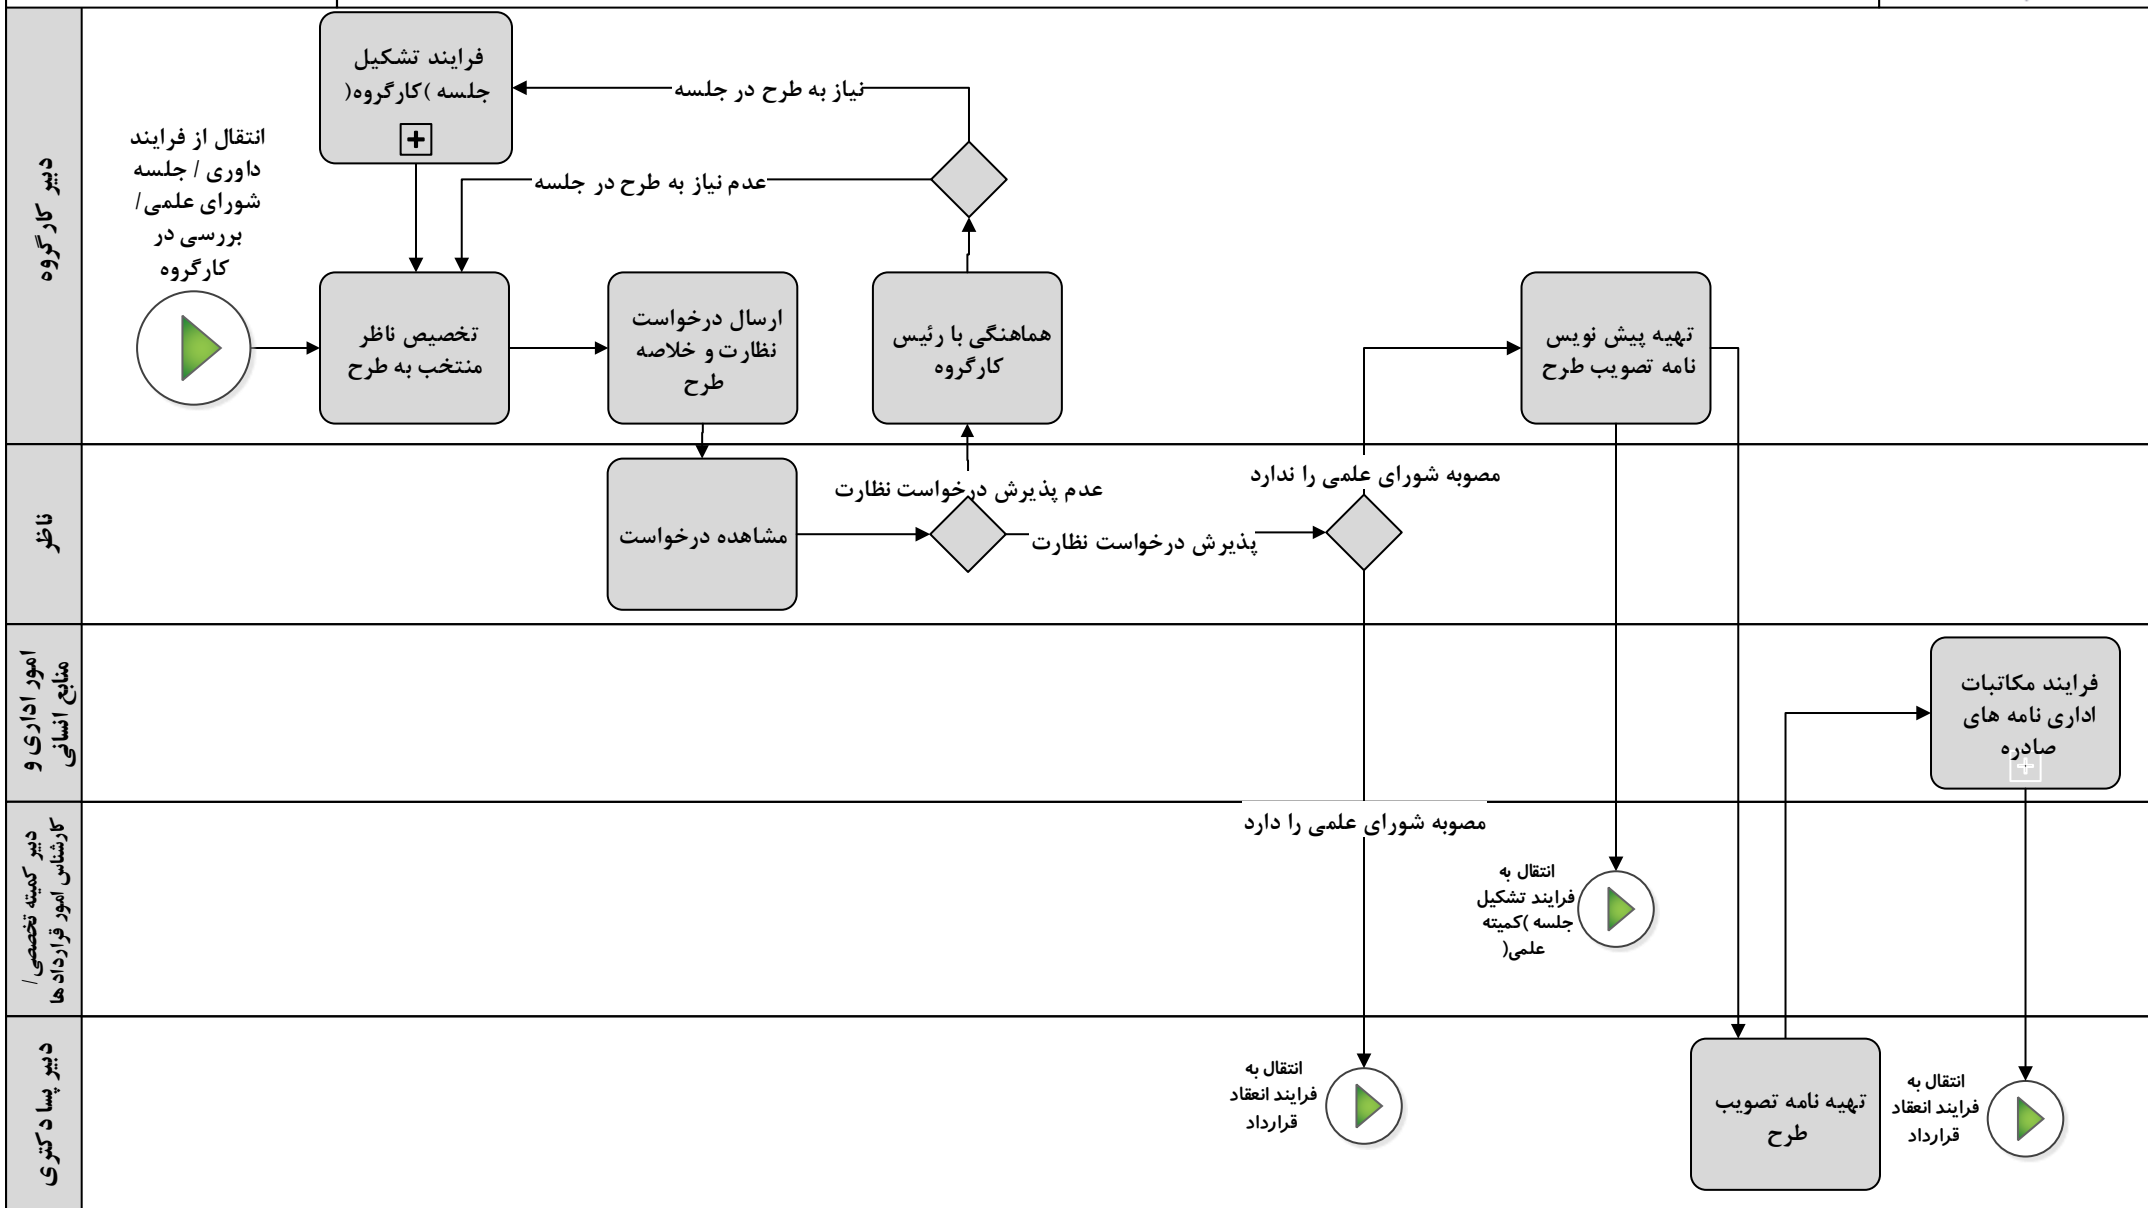 دبیر کارگروه
فرایند تشکیل
جلسه )کارگروه(
نیاز به طرح در جلسه
عدم نیاز به طرح در جلسه
انتقال از فرایند
داوری / جلسه
شورای علمی/
بررسی در
کارگروه
تخصیص ناظر
منتخب به طرح
ارسال درخواست
نظارت و خلاصه
طرح
هماهنگی با رئیس
کارگروه
تهیه پیش نویس
نامه تصویب طرح
ناظر
مشاهده درخواست
عدم پذیرش درخواست نظارت
پذیرش درخواست نظارت
مصوبه شورای علمی را ندارد
امور اداری و
منابع انسانی
فرایند مکاتبات
اداری نامه های
صادره
دبیر کمیته تخصصی/
کارشناس امور قراردادها
مصوبه شورای علمی را دارد
انتقال به
فرایند تشکیل
جلسه )کمیته
علمی(
دبیر پسا دکتری
انتقال به
فرایند انعقاد
قرارداد
تهیه نامه تصویب
طرح
انتقال به
فرایند انعقاد
قرارداد